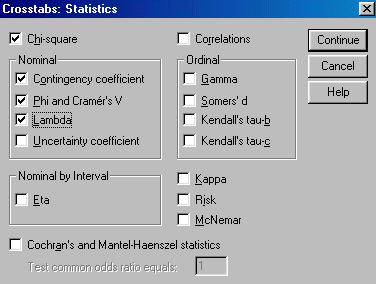 Crosstabs: Statistics
Chi-square
Correlations
Continue
Nominal
Ordinal
Cancel
Contingency coefficient
Gamma
Help
Phi and Cramér's V
Somers' d
Lambda
Kendall's tau-b
Uncertainty coefficient
Kendall's tau-c
Nominal by Interval
Kappa
Eta
Risk
McNemar
Cochran's and Mantel-Haenszel statistics
Test common odds ratio equals: 1